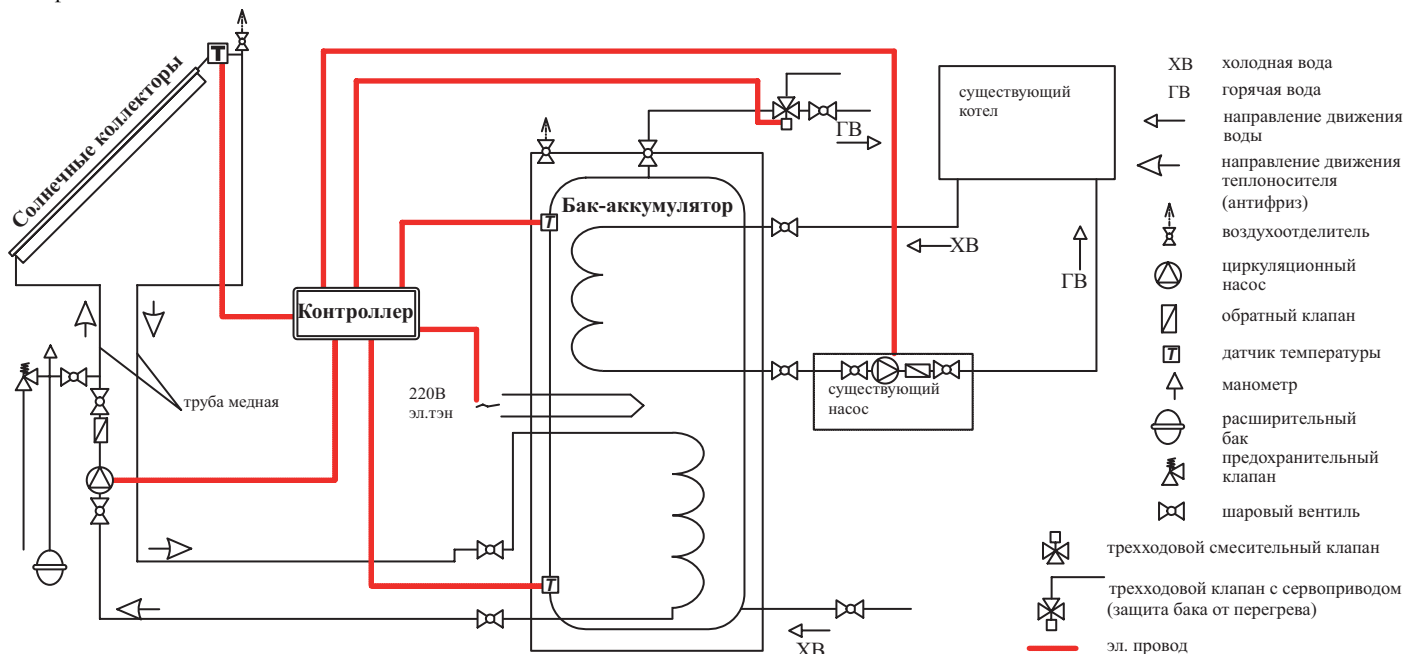 Солнечные коллекторы
T
ГВ
существующий
котел
Бак-аккумулятор
T
ХВ
ГВ
Контроллер
труба медная
220В
эл.тэн
существующий
насос
T
ХВ
ХВ холодная вода
ГВ горячая вода
направление движения
воды
направление движения
теплоносителя
(антифриз)
воздухоотделитель
циркуляционный
насос
обратный клапан
T датчик температуры
манометр
расширительный
бак
предохранительный
клапан
шаровый вентиль
трехходовой смесительный клапан
трехходовой клапан с сервоприводом
(защита бака от перегрева)
эл. провод